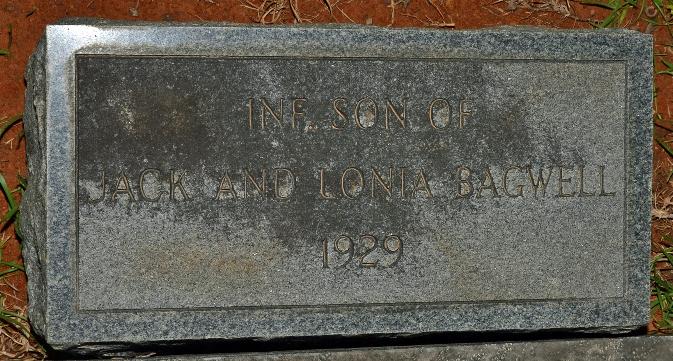 INF. SON OF
JACK AND LONIA BAGWELL
1929